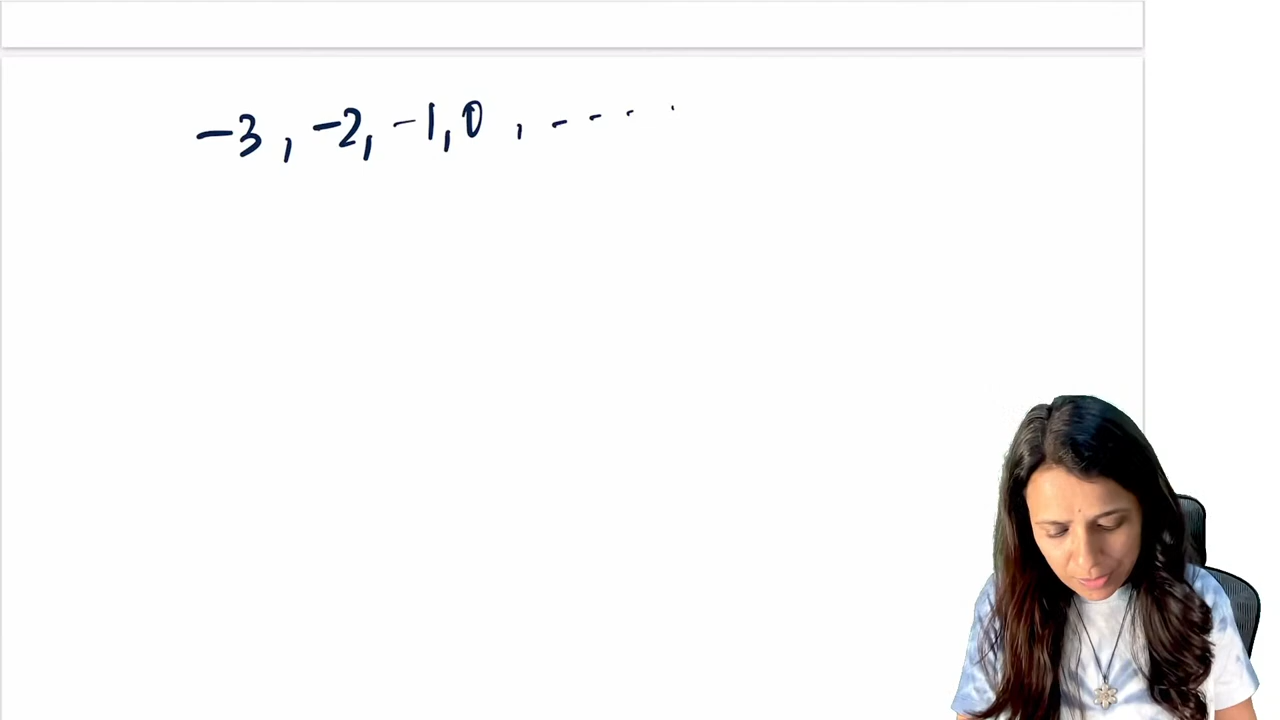 -3, -2, -1, 0, ....